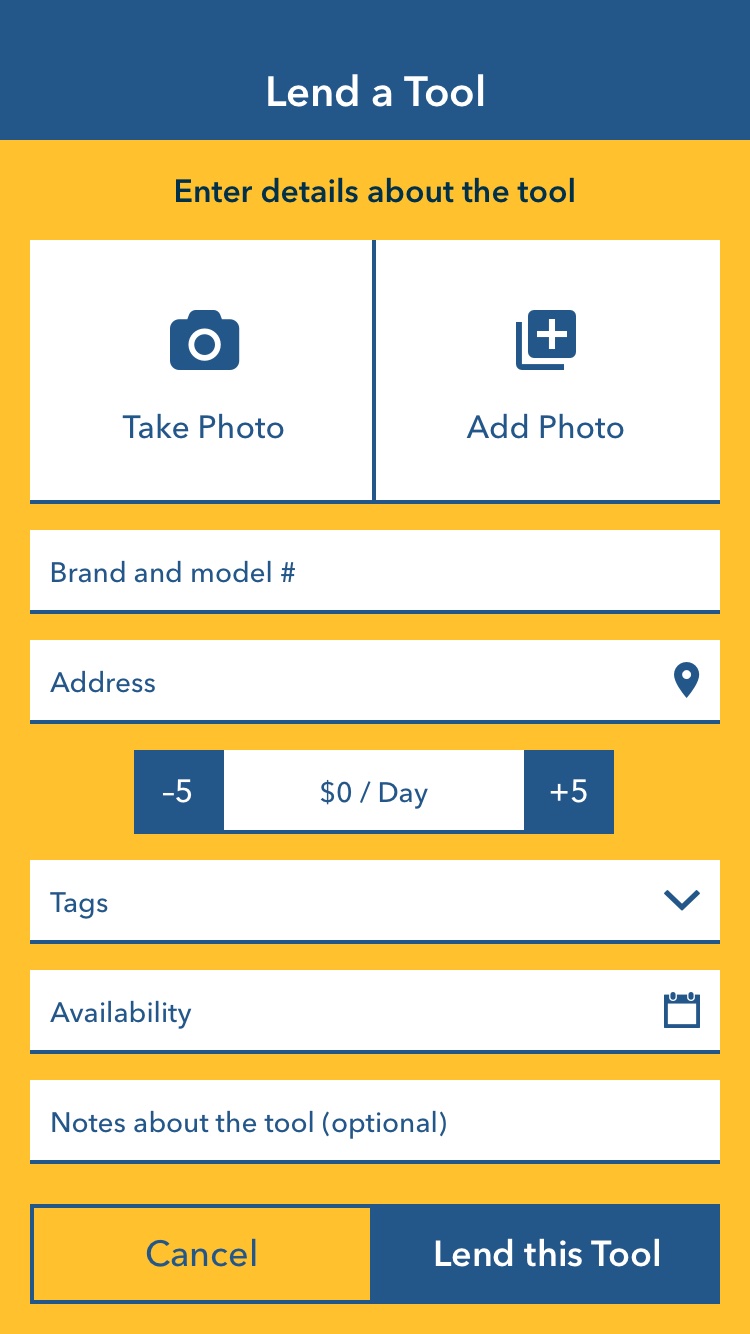 Lend a Tool
Enter details about the tool
Take Photo
Add Photo
Brand and model #
Address
–5
$0 / Day
+5
Tags
Availability
Notes about the tool (optional)
Cancel
Lend this Tool